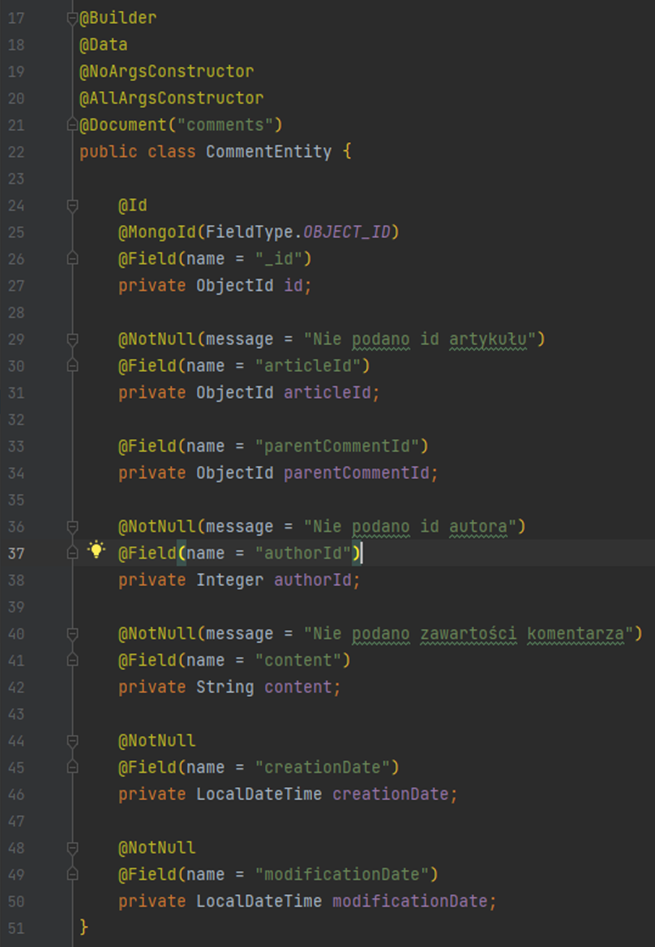 17 @Builder
18 @Data
19 @NoArgsConstructor
20 @AllArgsConstructor
21 @Document("comments")
22 public class CommentEntity {
23
24 @Id
25 @MongoId(FieldType.OBJECT_ID)
26 @Field(name = "_id")
27 private ObjectId id;
28
29 @NotNull(message = "Nie podano id artykułu")
30 @Field(name = "articleId")
31 private ObjectId articleId;
32
33 @Field(name = "parentCommentId")
34 private ObjectId parentCommentId;
35
36 @NotNull(message = "Nie podano id autora")
37 @Field(name = "authorId")
38 private Integer authorId;
39
40 @NotNull(message = "Nie podano zawartości komentarza")
41 @Field(name = "content")
42 private String content;
43
44 @NotNull
45 @Field(name = "creationDate")
46 private LocalDateTime creationDate;
47
48 @NotNull
49 @Field(name = "modificationDate")
50 private LocalDateTime modificationDate;
51 }